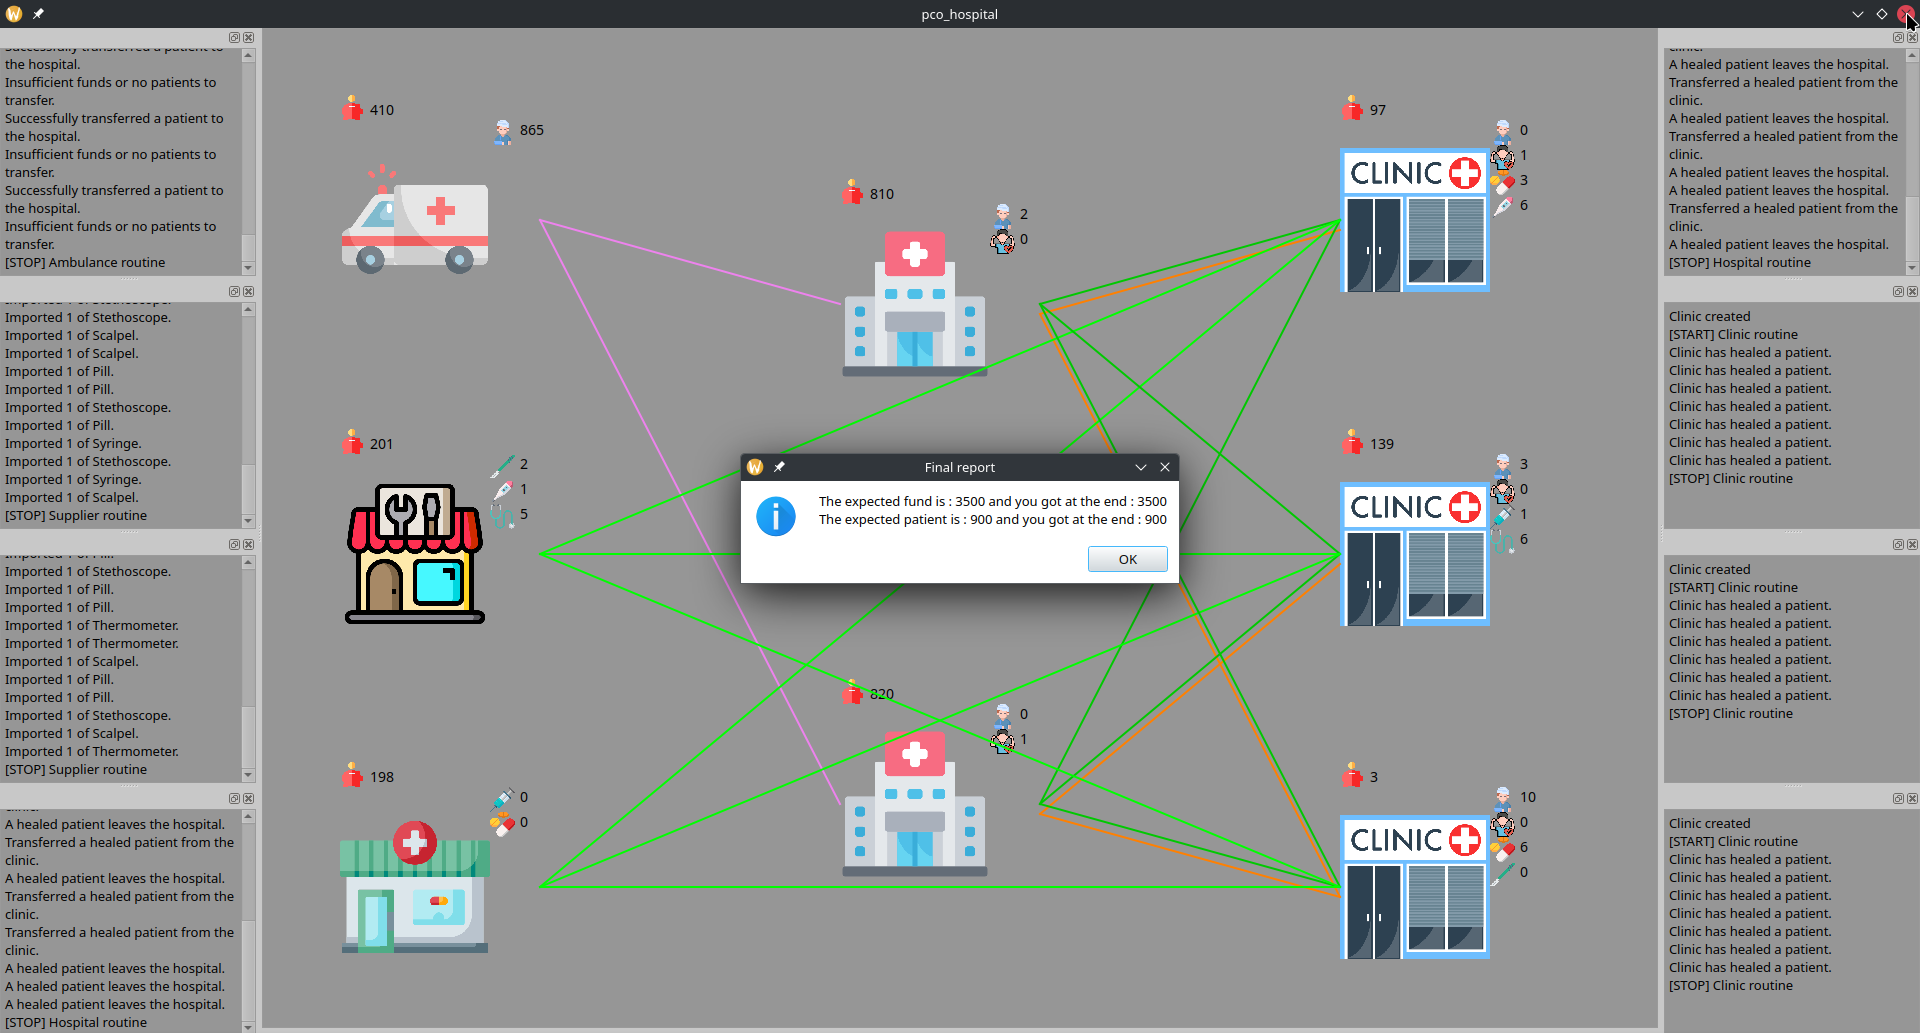 pco_hospital
Successfully transferred a patient to
the hospital.
Insufficient funds or no patients to
transfer.
Successfully transferred a patient to
the hospital.
Insufficient funds or no patients to
transfer.
Successfully transferred a patient to
the hospital.
Insufficient funds or no patients to
transfer.
[STOP] Ambulance routine
Imported 1 of Stethoscope.
Imported 1 of Stethoscope.
Imported 1 of Scalpel.
Imported 1 of Scalpel.
Imported 1 of Pill.
Imported 1 of Pill.
Imported 1 of Stethoscope.
Imported 1 of Pill.
Imported 1 of Syringe.
Imported 1 of Stethoscope.
Imported 1 of Syringe.
Imported 1 of Scalpel.
[STOP] Supplier routine
Imported 1 of Pill.
Imported 1 of Stethoscope.
Imported 1 of Pill.
Imported 1 of Pill.
Imported 1 of Thermometer.
Imported 1 of Thermometer.
Imported 1 of Scalpel.
Imported 1 of Pill.
Imported 1 of Pill.
Imported 1 of Stethoscope.
Imported 1 of Scalpel.
Imported 1 of Thermometer.
[STOP] Supplier routine
clinic.
A healed patient leaves the hospital.
Transferred a healed patient from the
clinic.
A healed patient leaves the hospital.
Transferred a healed patient from the
clinic.
Transferred a healed patient from the
clinic.
A healed patient leaves the hospital.
A healed patient leaves the hospital.
A healed patient leaves the hospital.
[STOP] Hospital routine
410
865
201
2
1
5
198
0
0
810
2
0
820
0
1
Final report
The expected fund is : 3500 and you got at the end : 3500
The expected patient is : 900 and you got at the end : 900
OK
97
0
1
3
6
CLINIC
139
3
0
1
6
CLINIC
3
10
0
6
0
CLINIC
clinic.
A healed patient leaves the hospital.
Transferred a healed patient from the
clinic.
A healed patient leaves the hospital.
Transferred a healed patient from the
clinic.
A healed patient leaves the hospital.
A healed patient leaves the hospital.
Transferred a healed patient from the
clinic.
A healed patient leaves the hospital.
[STOP] Hospital routine
Clinic created
[START] Clinic routine
Clinic has healed a patient.
Clinic has healed a patient.
Clinic has healed a patient.
Clinic has healed a patient.
Clinic has healed a patient.
Clinic has healed a patient.
Clinic has healed a patient.
[STOP] Clinic routine
Clinic created
[START] Clinic routine
Clinic has healed a patient.
Clinic has healed a patient.
Clinic has healed a patient.
Clinic has healed a patient.
Clinic has healed a patient.
Clinic has healed a patient.
[STOP] Clinic routine
Clinic created
[START] Clinic routine
Clinic has healed a patient.
Clinic has healed a patient.
Clinic has healed a patient.
Clinic has healed a patient.
Clinic has healed a patient.
Clinic has healed a patient.
Clinic has healed a patient.
[STOP] Clinic routine